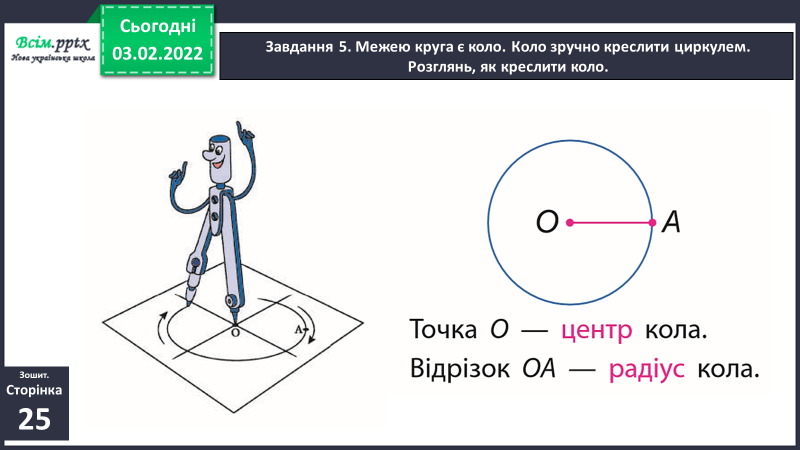 Всім.pptx
Нова українська школа
Сьогодні
03.02.2022
Завдання 5. Межею круга є коло. Коло зручно креслити циркулем.
Розглянь, як креслити коло.
O
A
O
A
Точка O — центр кола.
Відрізок OA — радіус кола.
Зошит.
Сторінка
25